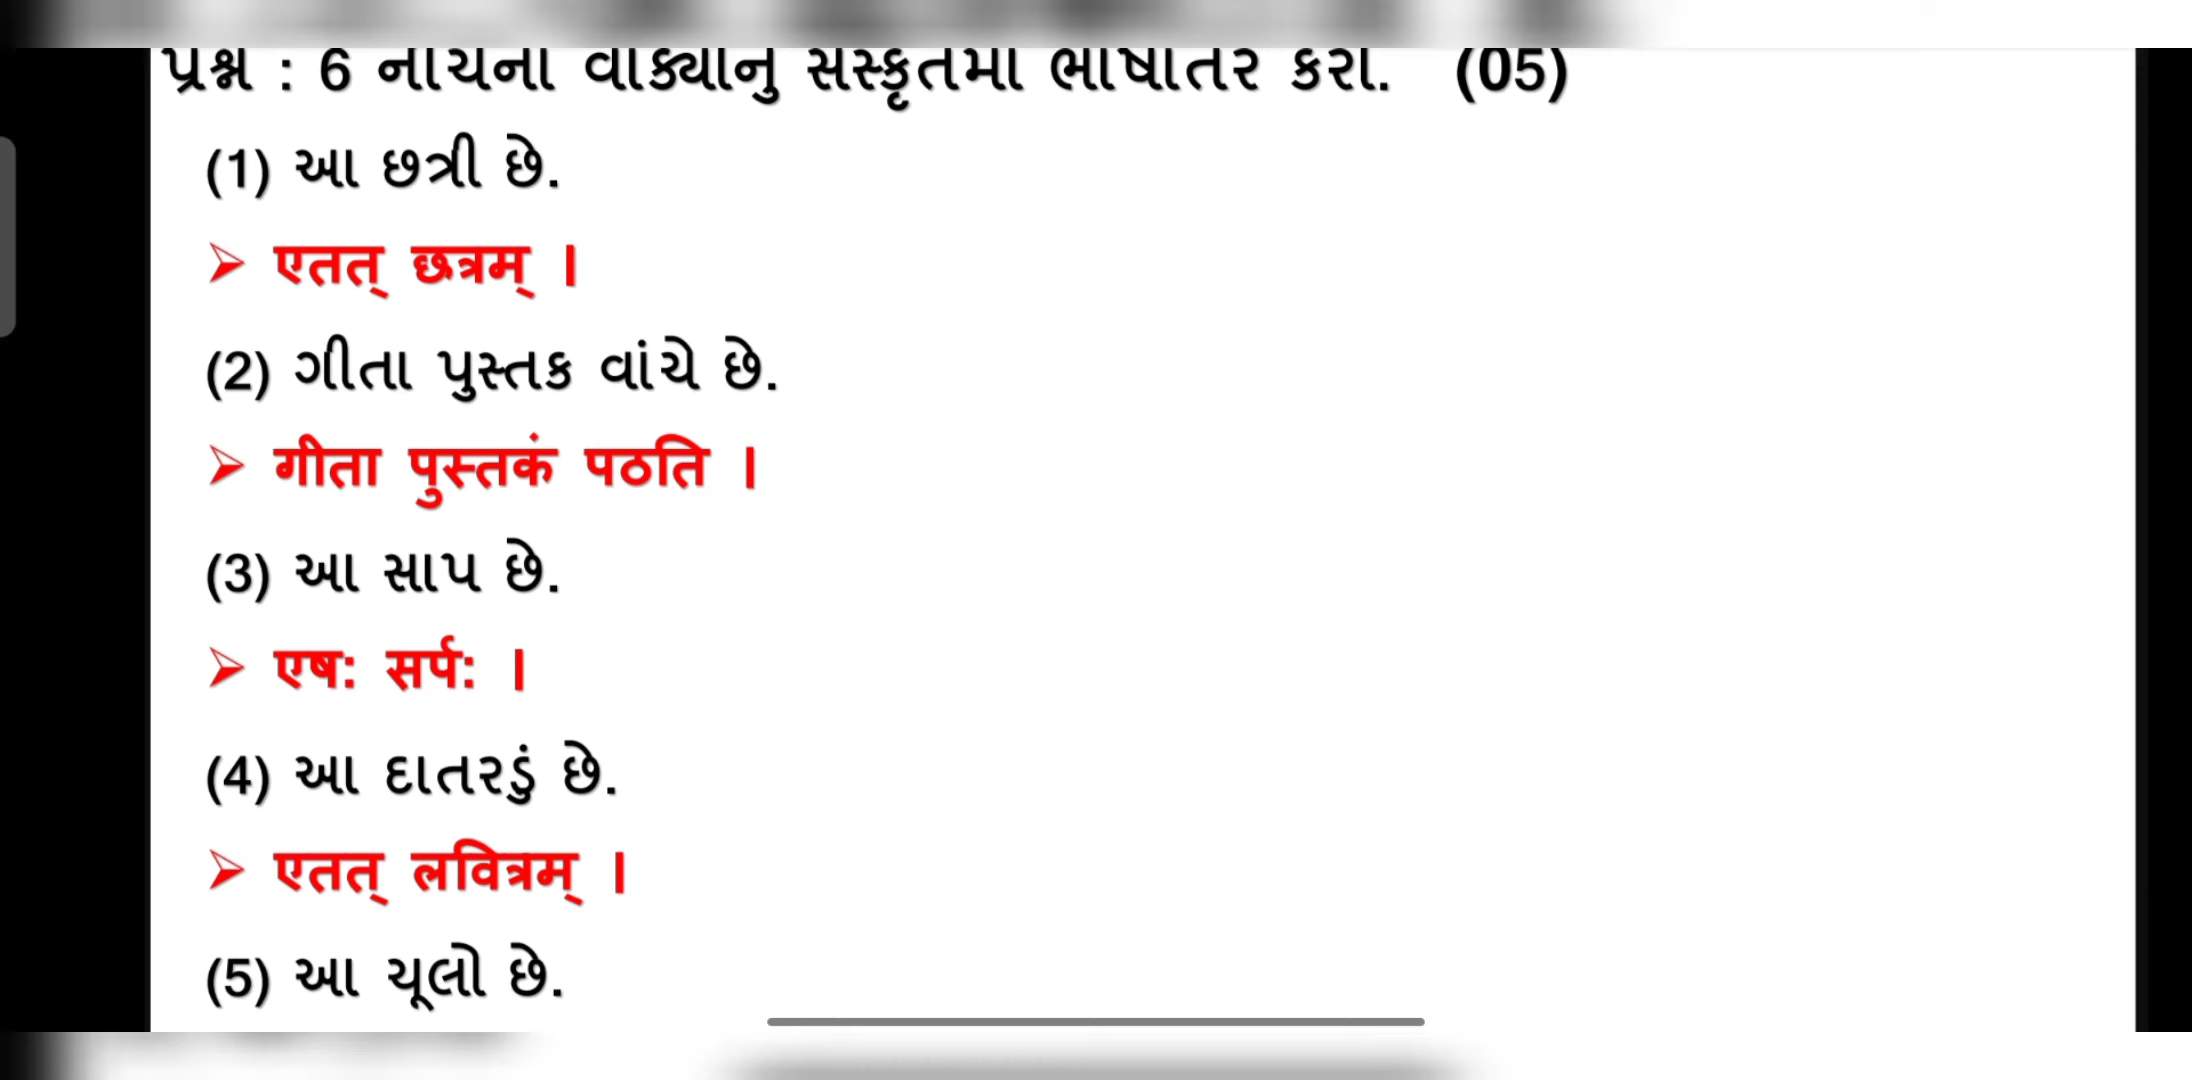 પ્રશ્ન : 6 નીચેના વાક્યોનું સંસ્કૃતમાં ભાષાંતર કરો. (05)
(1) આ છત્રી છે.
➢ एतत् छत्रम् ।
(2) ગીતા પુસ્તક વાંચે છે.
➢ गीता पुस्तकं पठति ।
(3) આ સાપ છે.
➢ एष: सर्प: ।
(4) આ દાતરડું છે.
➢ एतत् लवित्रम् ।
(5) આ ચૂલો છે.